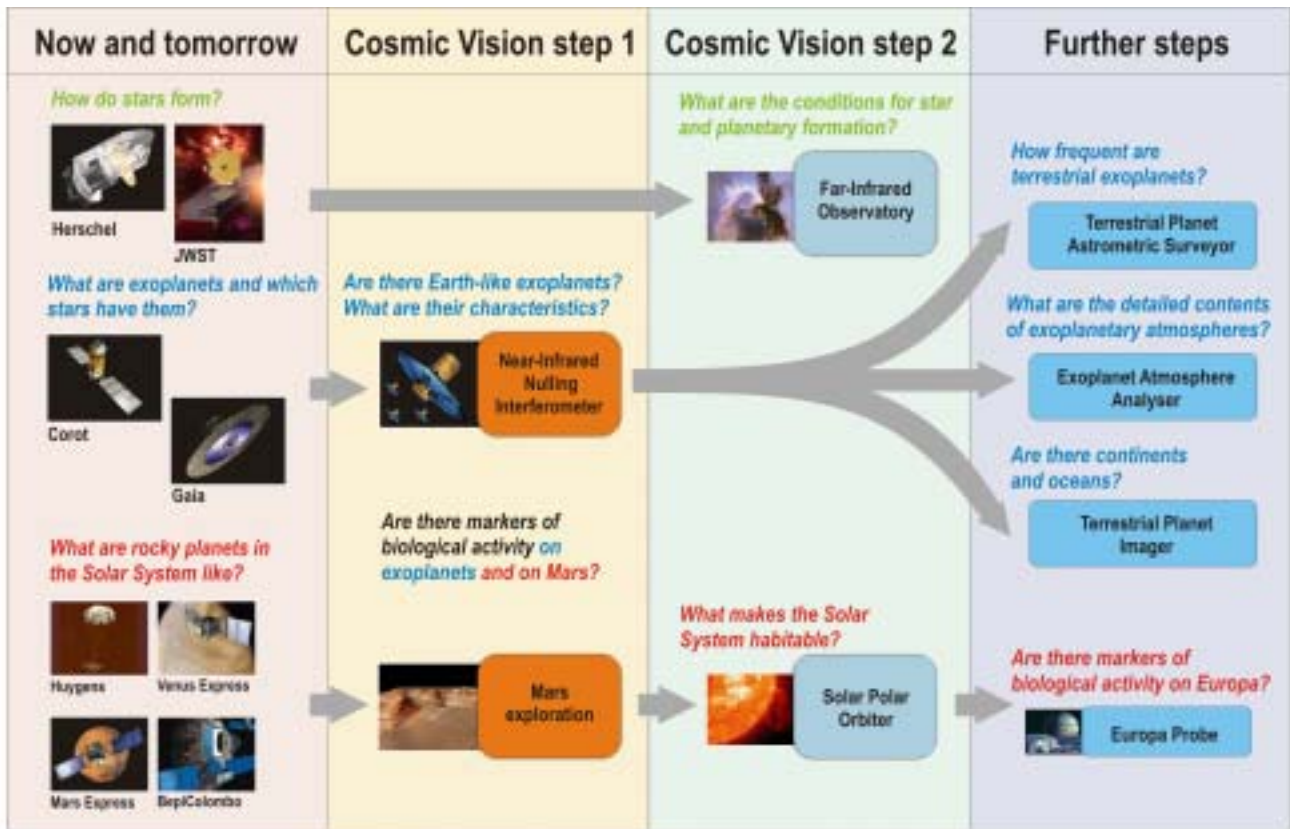 Now and tomorrow
How do stars form?
Herschel
JWST
What are exoplanets and which
stars have them?
Corot
Gaia
What are rocky planets in
the Solar System like?
Huygens
Venus Express
Mars Express
BepiColombo
Cosmic Vision step 1
Are there Earth-like exoplanets?
What are their characteristics?
Near-Infrared
Nulling
Interferometer
Are there markers of
biological activity on
exoplanets and on Mars?
Mars
exploration
Cosmic Vision step 2
What are the conditions for star
and planetary formation?
Far-Infrared
Observatory
What makes the Solar
System habitable?
Solar Polar
Orbiter
Further steps
How frequent are
terrestrial exoplanets?
Terrestrial Planet
Astrometric Surveyor
What are the detailed contents
of exoplanetary atmospheres?
Exoplanet Atmosphere
Analyser
Are there continents
and oceans?
Terrestrial Planet
Imager
Are there markers of
biological activity on Europa?
Europa Probe